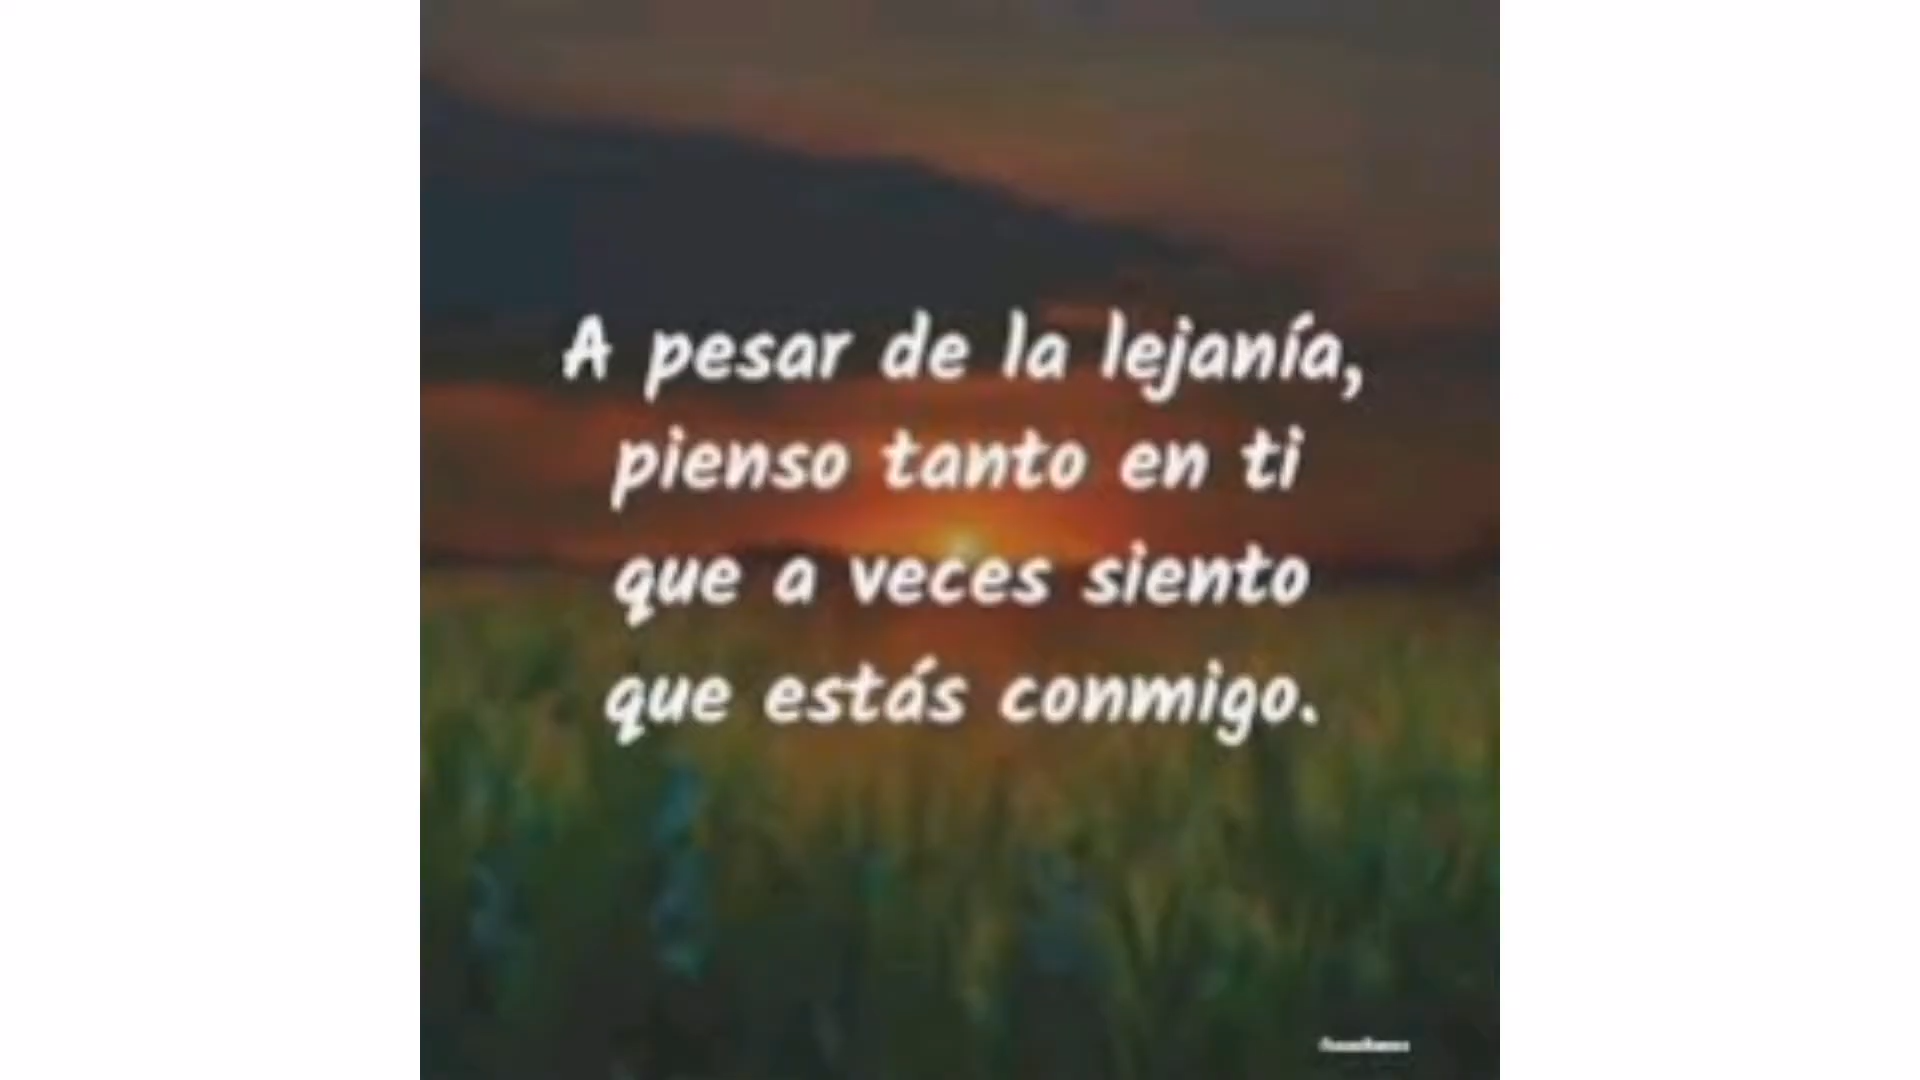 A pesar de la lejanía,
pienso tanto en ti
que a veces siento
que estás conmigo.